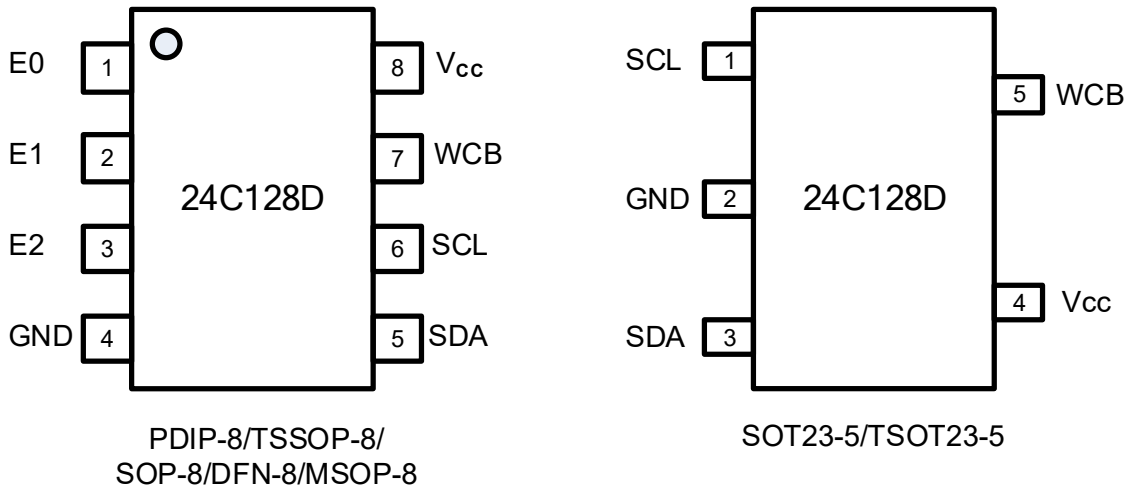 E0 1 8 Vcc
E1 2 7 WCB
24C128D
E2 3 6 SCL
GND 4 5 SDA
PDIP-8/TSSOP-8/
SOP-8/DFN-8/MSOP-8
SCL 1
5 WCB
GND 2 24C128D
4 Vcc
SDA 3
SOT23-5/TSOT23-5